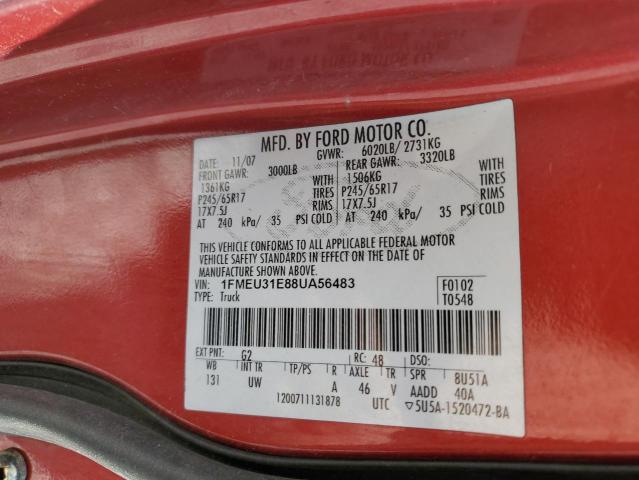 MFD. BY FORD MOTOR CO.
DATE: 11/07 GVWR: 6020LB/ 2731KG
FRONT GAWR: 3000LB REAR GAWR: 3320LB
1361KG WITH 1506KG WITH
P245/65R17 TIRES P245/65R17 TIRES
17X7.5J RIMS 17X7.5J RIMS
AT 240 kPa/ 35 PSI COLD AT 240 kPa/ 35 PSI COLD
THIS VEHICLE CONFORMS TO ALL APPLICABLE FEDERAL MOTOR
VEHICLE SAFETY STANDARDS IN EFFECT ON THE DATE OF
MANUFACTURE SHOWN ABOVE.
VIN: 1FMEU31E88UA56483 F0102
TYPE: Truck T0548
EXT PNT: G2 RC: 48 DSO:
WB INT TR TP/PS R AXLE TR SPR 8U51A
131 UW A 46 V AADD 40A
1200711131878 UTC ▽5U5A-1520472-BA